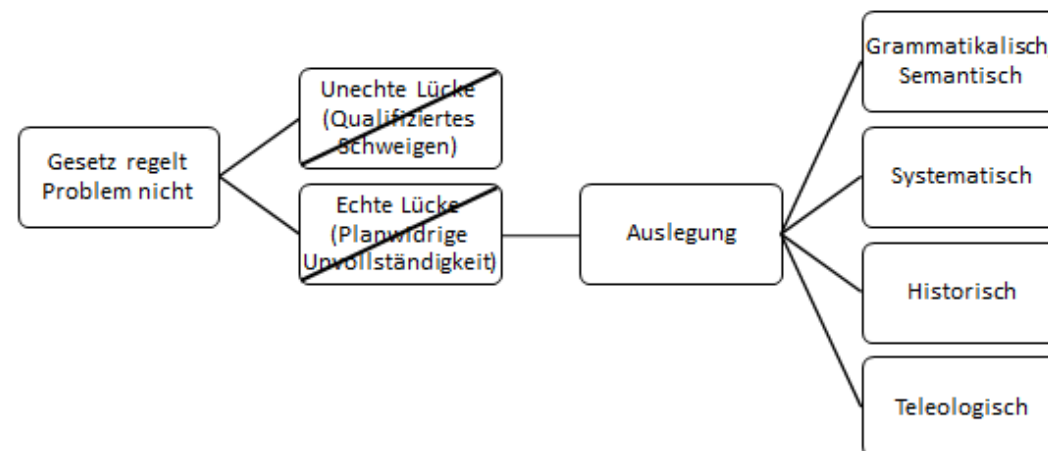 Gesetz regelt
Problem nicht
Unechte Lücke
(Qualifiziertes
Schweigen)
Echte Lücke
(Planwidrige
Unvollständigkeit)
Auslegung
Grammatikalisch
Semantisch
Systematisch
Historisch
Teleologisch